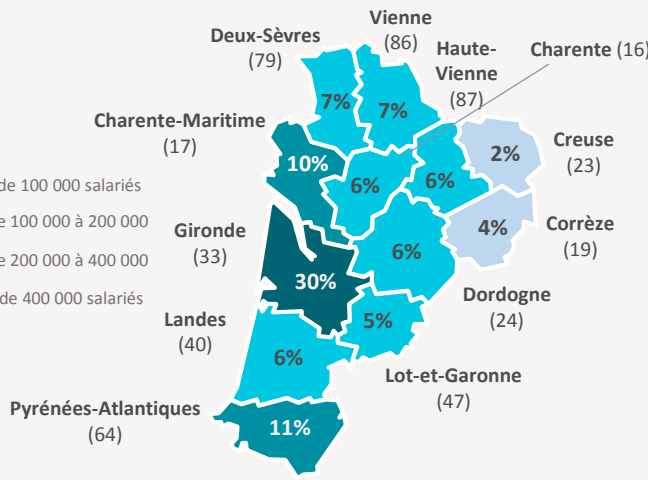 Vienne
(86)
Deux-Sèvres
(79)
Haute-
Vienne
(87)
Charente (16)
7%
7%
Charente-Maritime
(17)
10%
2%
Creuse
(23)
de 100 000 salariés
6%
6%
e 100 000 à 200 000
Gironde
(33)
4%
Corrèze
(19)
6%
e 200 000 à 400 000
30%
de 400 000 salariés
Dordogne
(24)
Landes
(40)
5%
6%
Lot-et-Garonne
(47)
Pyrénées-Atlantiques
(64)
11%